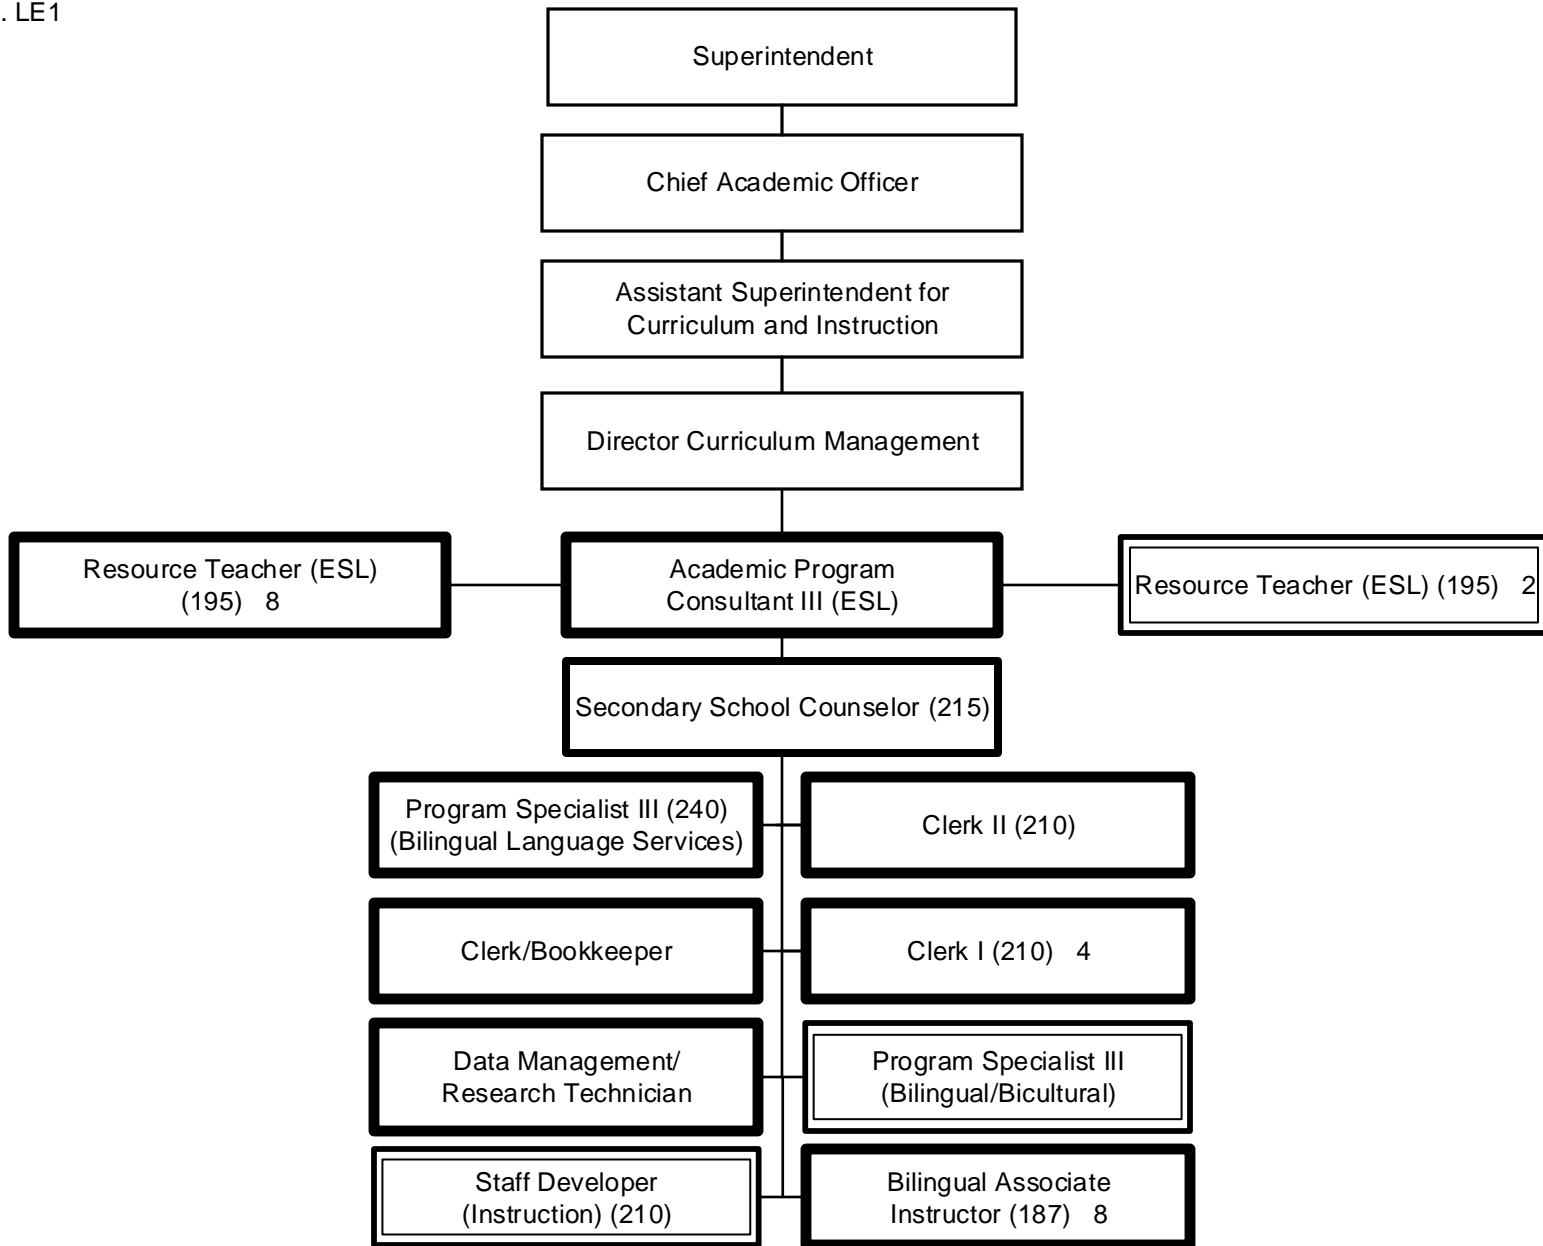 . LE1
Superintendent
Chief Academic Officer
Assistant Superintendent for
Curriculum and Instruction
Director Curriculum Management
Resource Teacher (ESL)
(195) 8
Academic Program
Consultant III (ESL)
Resource Teacher (ESL) (195) 2
Secondary School Counselor (215)
Program Specialist III (240)
(Bilingual Language Services)
Clerk II (210)
Clerk/Bookkeeper
Clerk I (210) 4
Data Management/
Research Technician
Program Specialist III
(Bilingual/Bicultural)
Staff Developer
(Instruction) (210)
Bilingual Associate
Instructor (187) 8